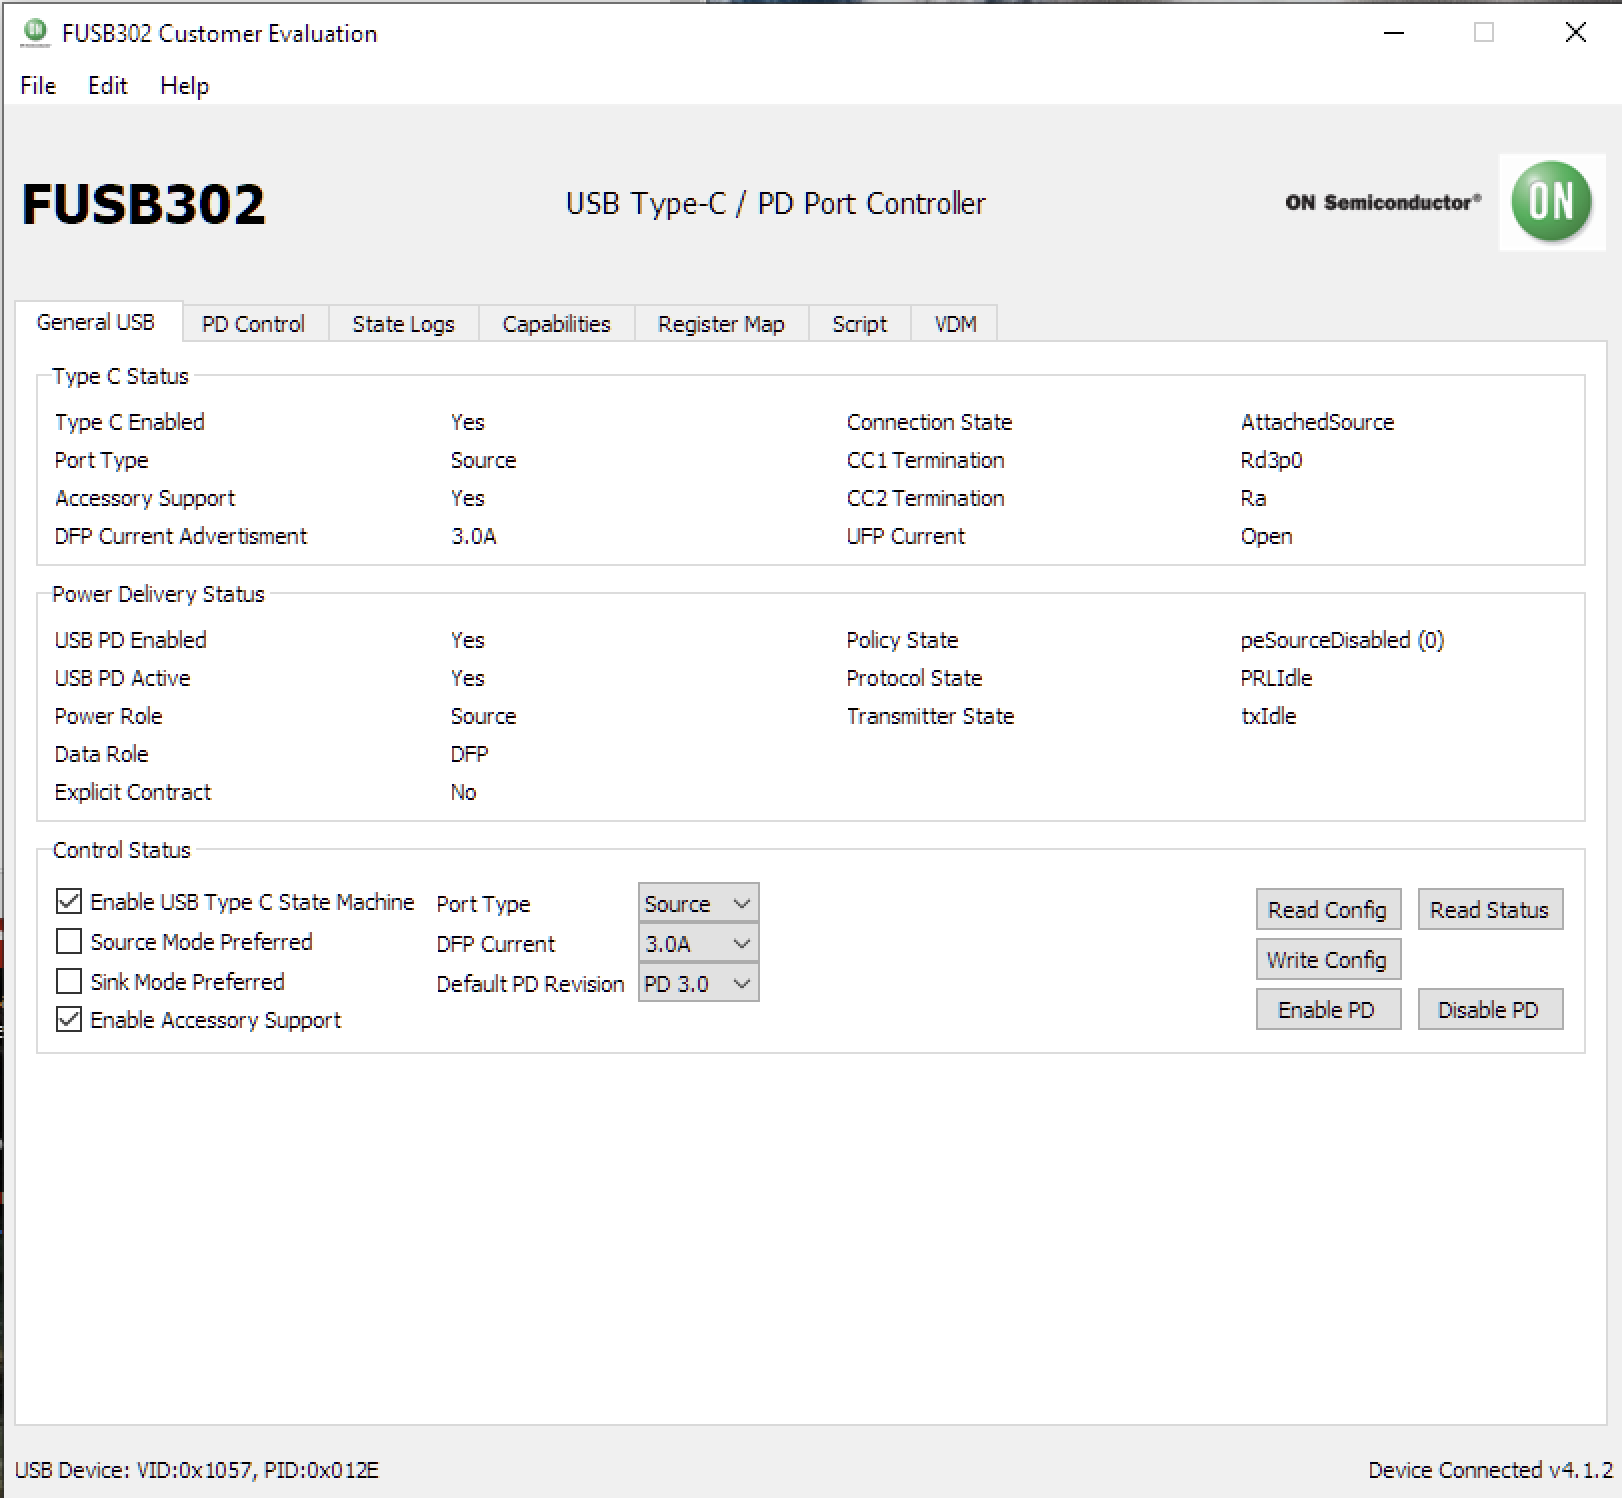 FUSB302 Customer Evaluation
File Edit Help
FUSB302 USB Type-C / PD Port Controller ON Semiconductor® ON
General USB PD Control State Logs Capabilities Register Map Script VDM
Type C Status
Type C Enabled Yes Connection State AttachedSource
Port Type Source CC1 Termination Rd3p0
Accessory Support Yes CC2 Termination Ra
DFP Current Advertisment 3.0A UFP Current Open
Power Delivery Status
USB PD Enabled Yes Policy State peSourceDisabled (0)
USB PD Active Yes Protocol State PRLIdle
Power Role Source Transmitter State txIdle
Data Role DFP
Explicit Contract No
Control Status
Enable USB Type C State Machine Port Type Source Read Config Read Status
Source Mode Preferred DFP Current 3.0A Write Config
Sink Mode Preferred Default PD Revision PD 3.0
Enable Accessory Support Enable PD Disable PD
USB Device: VID:0x1057, PID:0x012E Device Connected v4.1.2